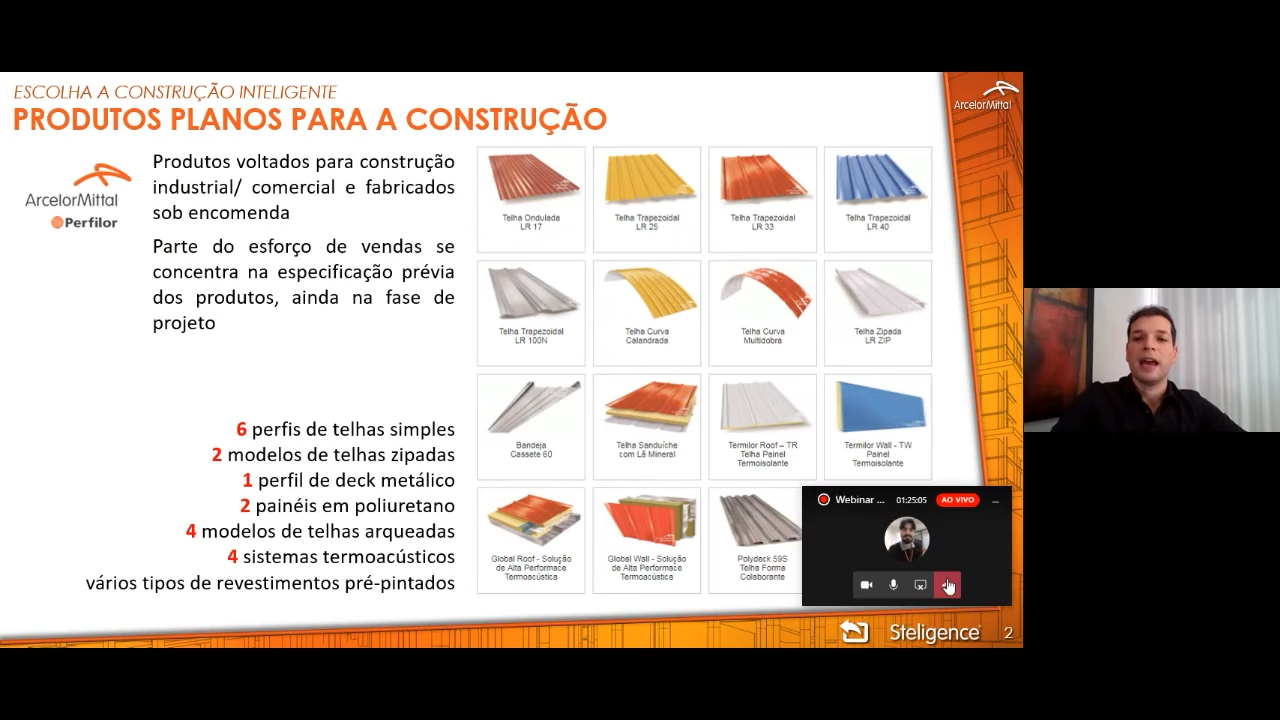 ESCOLHA A CONSTRUÇÃO INTELIGENTE
PRODUTOS PLANOS PARA A CONSTRUÇÃO
ArcelorMittal
ArcelorMittal
Perfilor
Produtos voltados para construção
industrial/ comercial e fabricados
sob encomenda
Parte do esforço de vendas se
concentra na especificação prévia
dos produtos, ainda na fase de
projeto
6 perfis de telhas simples
2 modelos de telhas zipadas
1 perfil de deck metálico
2 painéis em poliuretano
4 modelos de telhas arqueadas
4 sistemas termoacústicos
vários tipos de revestimentos pré-pintados
Telha Ondulada
LR 17
Telha Trapezoidal
LR 25
Telha Trapezoidal
LR 33
Telha Trapezoidal
LR 40
Telha Trapezoidal
LR 100N
Telha Curva
Calandrada
Telha Curva
Multidobra
Telha Zipada
LR ZIP
Bandeja
Cassete 60
Telha Sanduíche
com Lã Mineral
Termilor Roof – TR
Telha Painel
Termoisolante
Termilor Wall - TW
Painel
Termoisolante
Global Roof - Solução
de Alta Performace
Termoacústica
Global Wall - Solução
de Alta Performace
Termoacústica
Polydeck 59S
Telha Forma
Colaborante
Webinar ...
01:25:05
AO VIVO
Steligence
2